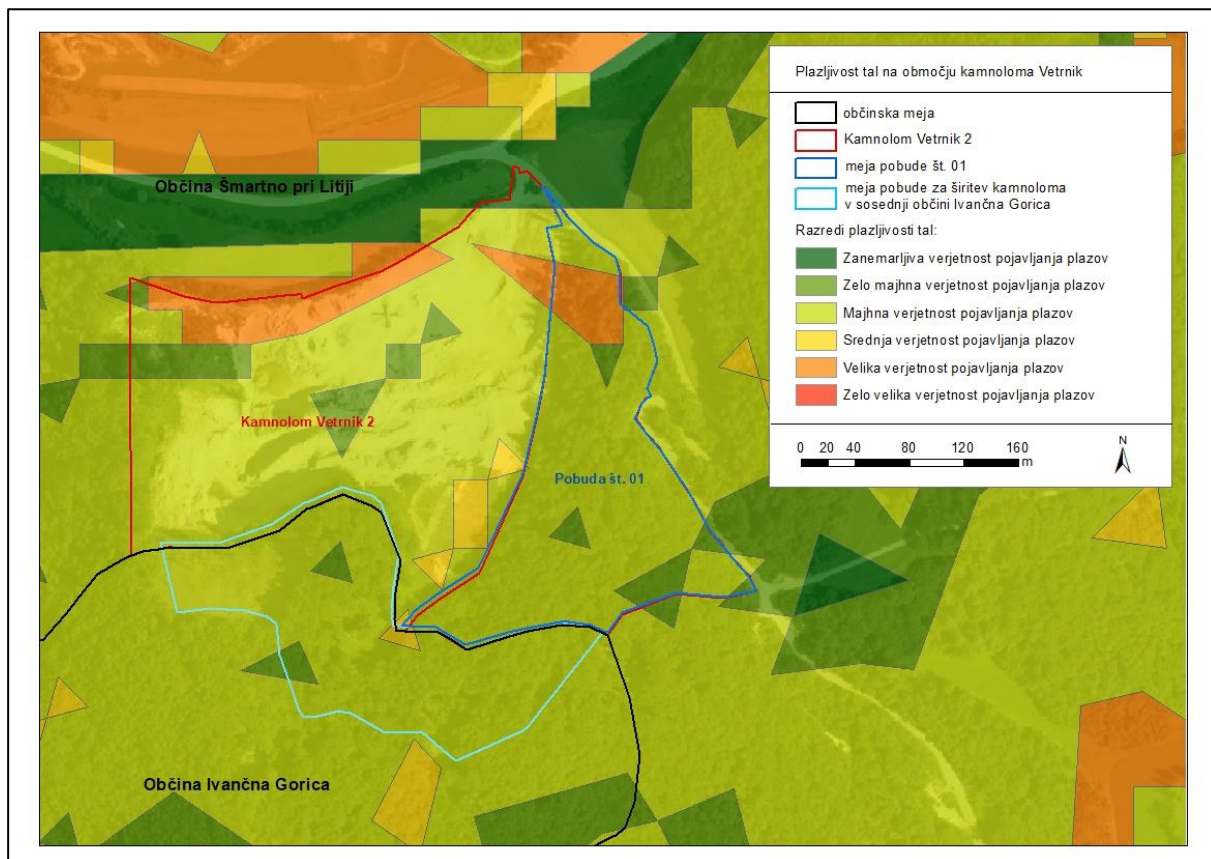 Plazljivost tal na območju kamnoloma Vetrnik
občinska meja
Kamnolom Vetrnik 2
meja pobude št. 01
meja pobude za širitev kamnoloma
v sosednji občini Ivančna Gorica
Razredi plazljivosti tal:
Zanemarljiva verjetnost pojavljanja plazov
Zelo majhna verjetnost pojavljanja plazov
Majhna verjetnost pojavljanja plazov
Srednja verjetnost pojavljanja plazov
Velika verjetnost pojavljanja plazov
Zelo velika verjetnost pojavljanja plazov
0 20 40 80 120 160
m
N
Občina Šmartno pri Litiji
Kamnolom Vetrnik 2
Pobuda št. 01
Občina Ivančna Gorica